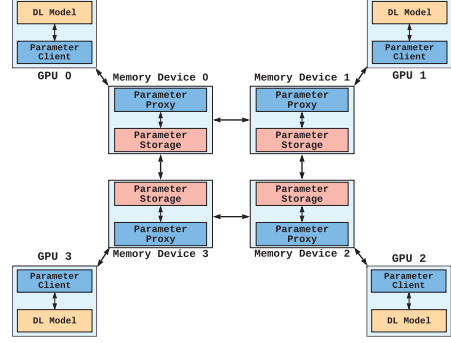 DL Model
Parameter
Client
GPU 0
DL Model
Parameter
Client
GPU 1
Memory Device 0
Parameter
Proxy
Parameter
Storage
Memory Device 1
Parameter
Proxy
Parameter
Storage
Parameter
Storage
Parameter
Proxy
Memory Device 3
Parameter
Storage
Parameter
Proxy
Memory Device 2
GPU 3
Parameter
Client
DL Model
GPU 2
Parameter
Client
DL Model